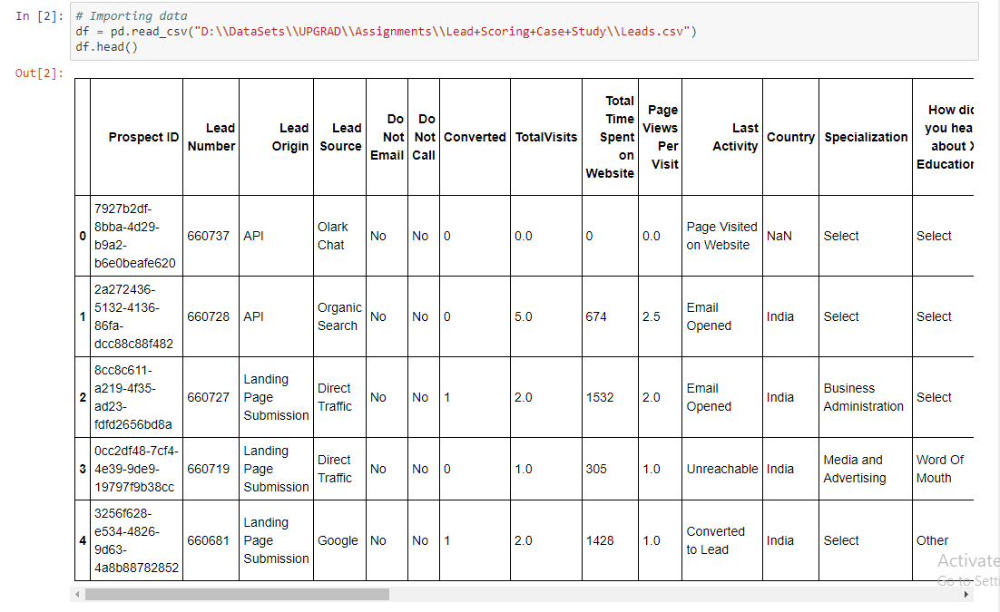 In [2]: # Importing data
df = pd.read_csv("D:\\DataSets\\UPGRAD\\Assignments\\Lead+Scoring+Case+Study\\Leads.csv")
df.head()
Out[2]:
Prospect ID Lead Number Lead Origin Lead Source Do Not Email Do Not Call Converted TotalVisits Total Time Spent on Website Page Views Per Visit Last Activity Country Specialization How did you hea about X Education
0 7927b2df-8bba-4d29-b9a2-b6e0beafe620 660737 API Olark Chat No No 0 0.0 0 0.0 Page Visited on Website NaN Select Select
1 2a272436-5132-4136-86fa-dcc88c88f482 660728 API Organic Search No No 0 5.0 674 2.5 Email Opened India Select Select
2 8cc8c611-a219-4f35-ad23-fdfd2656bd8a 660727 Landing Page Submission Direct Traffic No No 1 2.0 1532 2.0 Email Opened India Business Administration Select
3 0cc2df48-7cf4-4e39-9de9-19797f9b38cc 660719 Landing Page Submission Direct Traffic No No 0 1.0 305 1.0 Unreachable India Media and Advertising Word Of Mouth
4 3256f628-e534-4826-9d63-4a8b88782852 660681 Landing Page Submission Google No No 1 2.0 1428 1.0 Converted to Lead India Select Other
Activate
Go to Setti